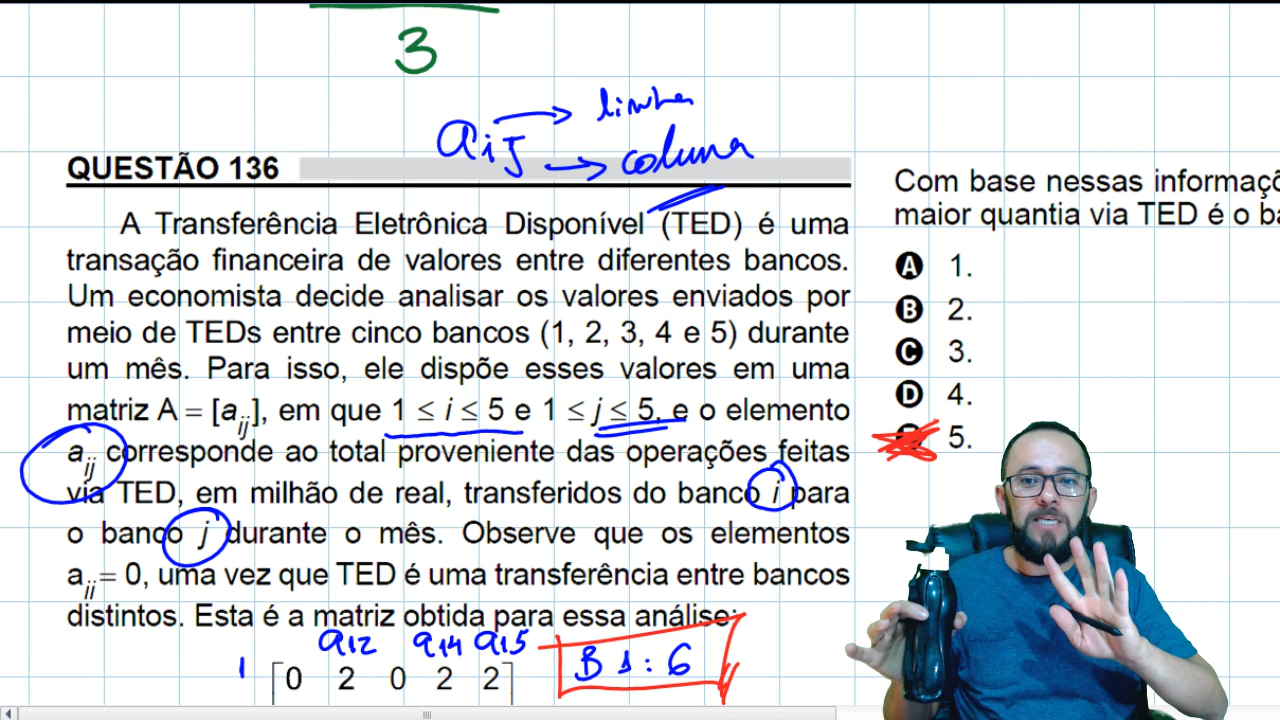 3
aij → linha
→ coluna
QUESTÃO 136
A Transferência Eletrônica Disponível (TED) é uma
transação financeira de valores entre diferentes bancos.
Um economista decide analisar os valores enviados por
meio de TEDs entre cinco bancos (1, 2, 3, 4 e 5) durante
um mês. Para isso, ele dispõe esses valores em uma
matriz A = [aij], em que 1 ≤ i ≤ 5 e 1 ≤ j ≤ 5, e o elemento
aij corresponde ao total proveniente das operações feitas
via TED, em milhão de real, transferidos do banco i para
o banco j durante o mês. Observe que os elementos
aii = 0, uma vez que TED é uma transferência entre bancos
distintos. Esta é a matriz obtida para essa análise:
a12 a14 a15
1 [0 2 0 2 2]
B 1 : 6
Com base nessas
maior quantia via TED é o
A 1.
B 2.
C 3.
D 4.
5.